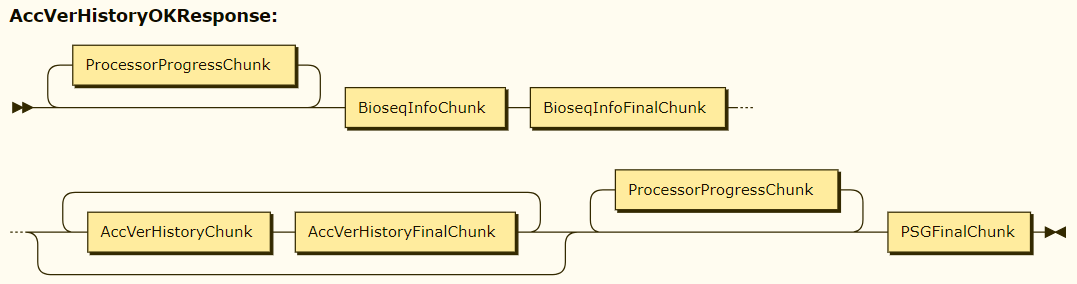 AccVerHistoryOKResponse:
ProcessorProgressChunk
BioseqInfoChunk
BioseqInfoFinalChunk
ProcessorProgressChunk
AccVerHistoryChunk
AccVerHistoryFinalChunk
PSGFinalChunk